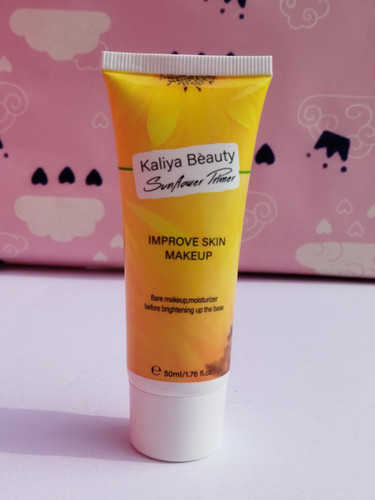 Kaliya Bèauty
Sunflower Primer
IMPROVE SKIN
MAKEUP
Bare makeup,moisturizer
before brightening up the base
℮ 50ml/1.76 fl.oz